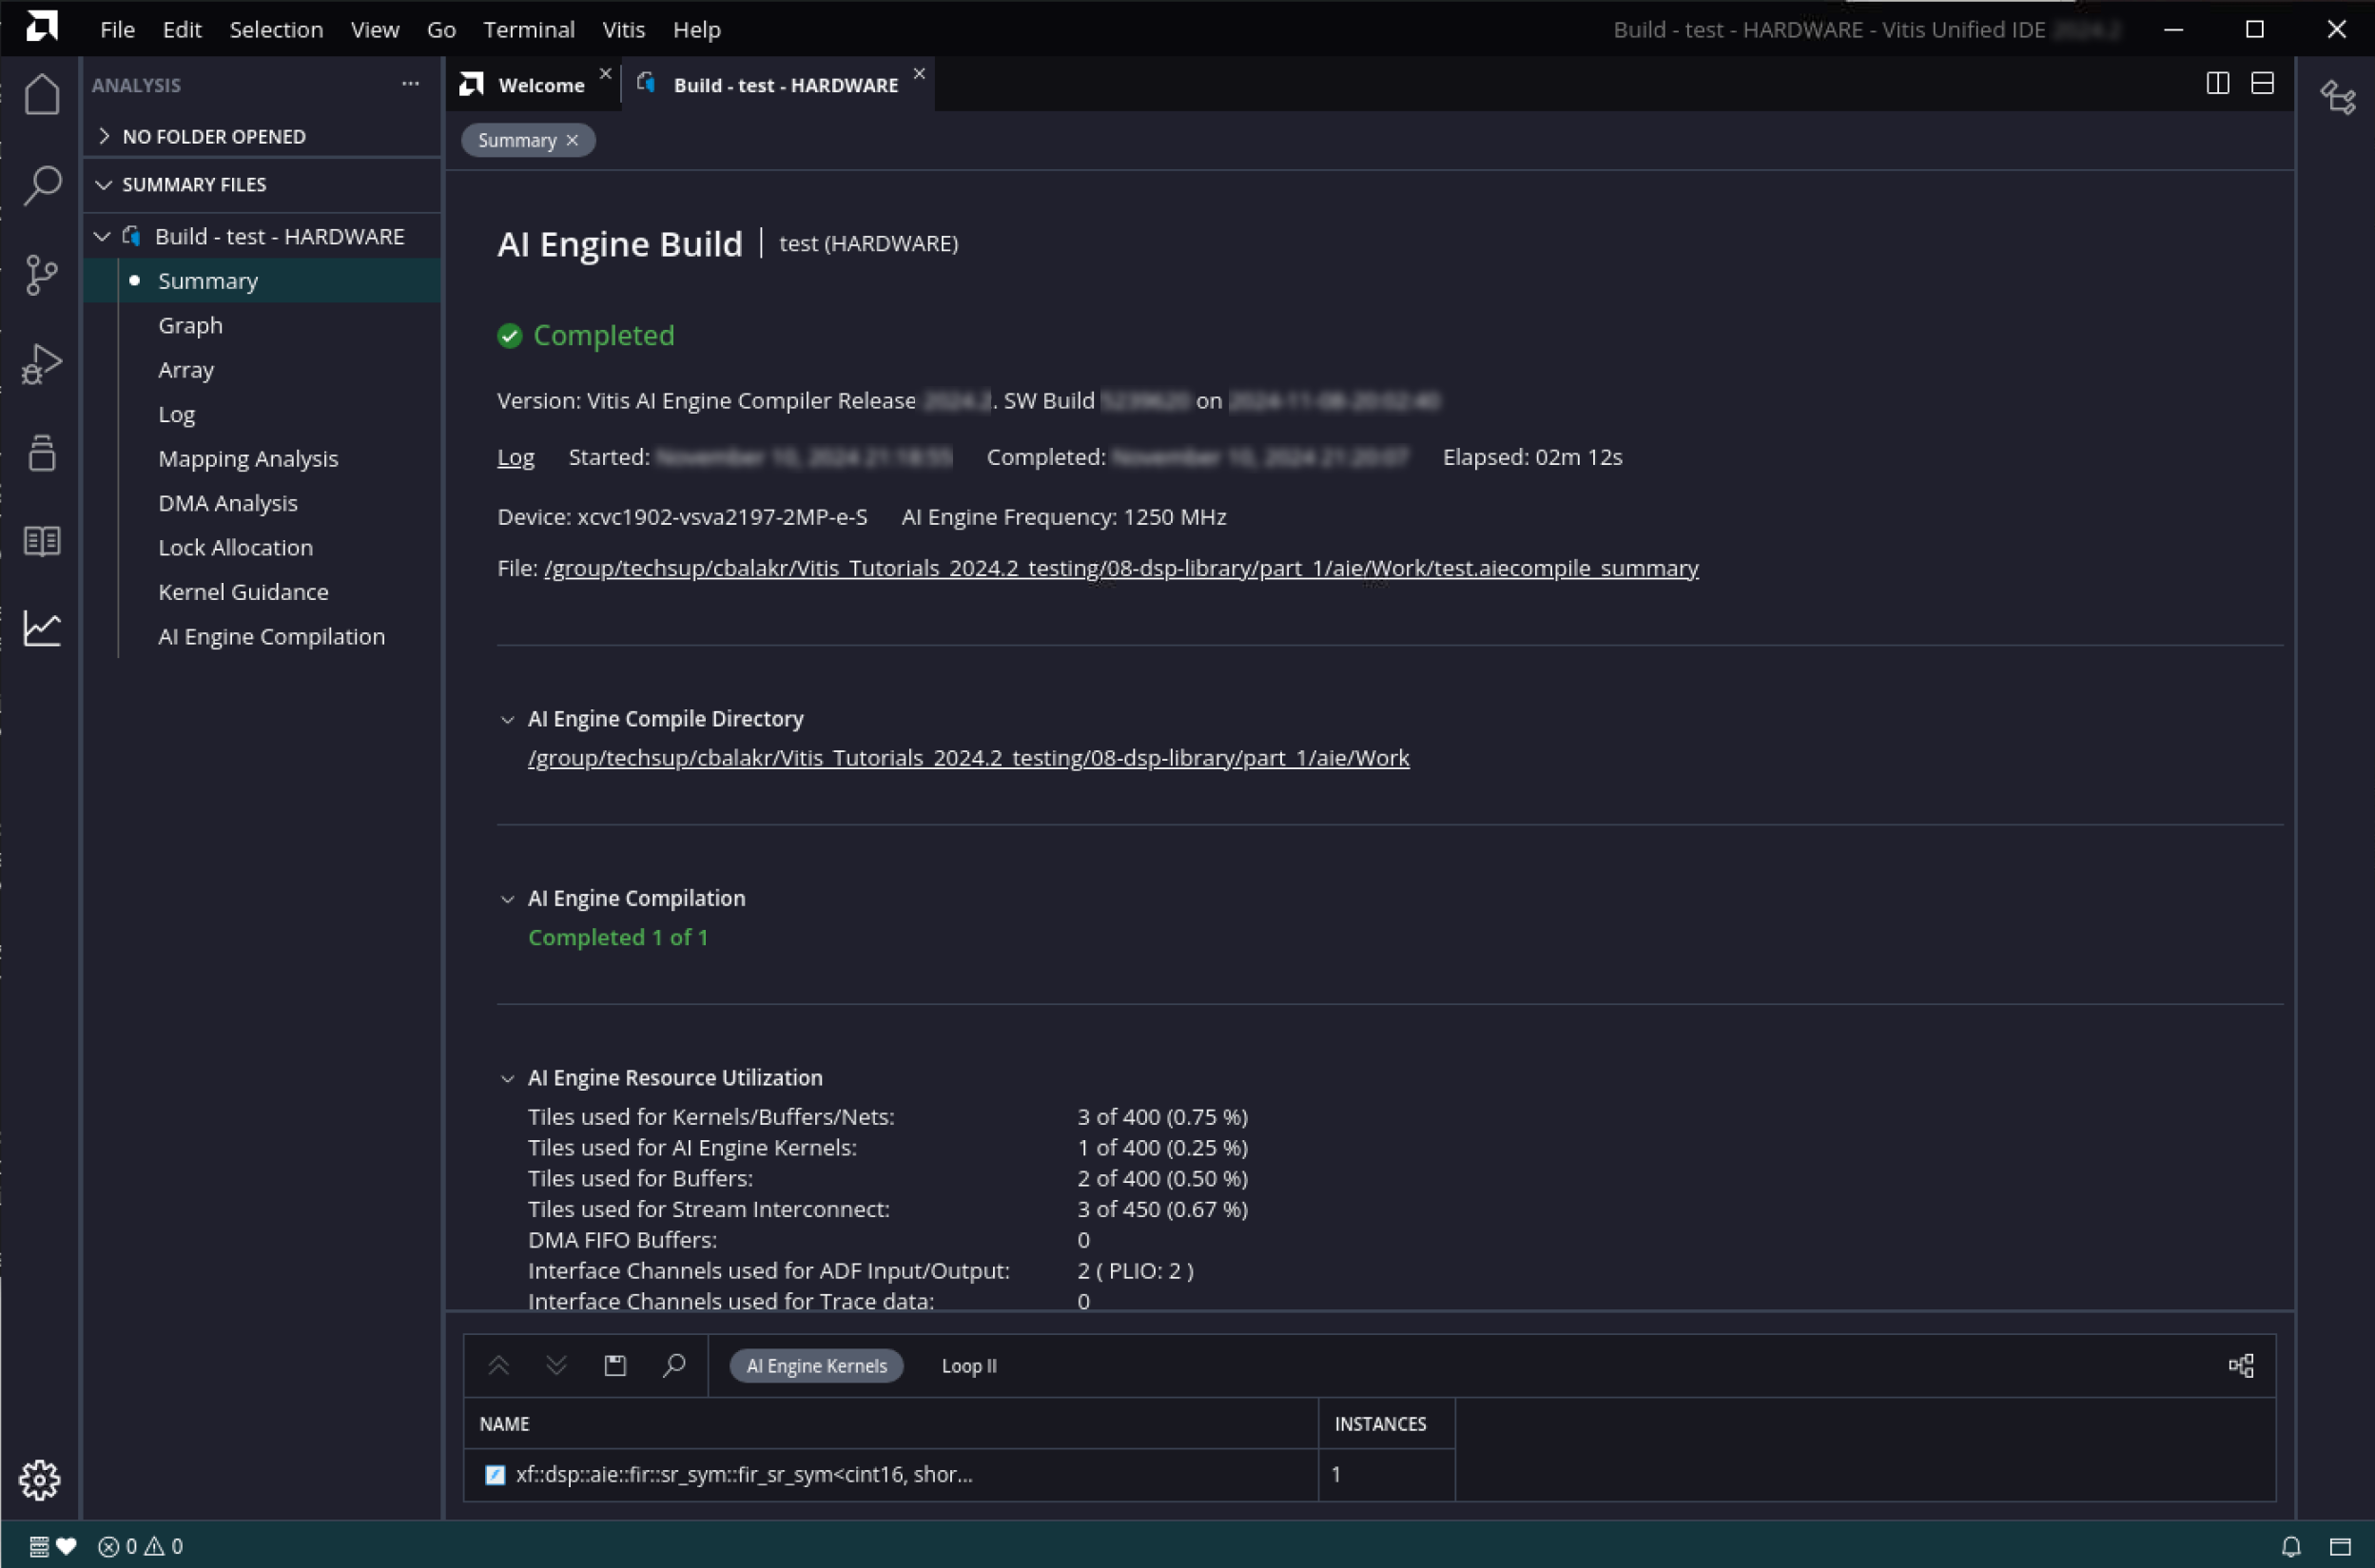 File Edit Selection View Go Terminal Vitis Help
Build - test - HARDWARE - Vitis Unified IDE
ANALYSIS
NO FOLDER OPENED
SUMMARY FILES
Build - test - HARDWARE
Summary
Graph
Array
Log
Mapping Analysis
DMA Analysis
Lock Allocation
Kernel Guidance
AI Engine Compilation
Welcome
Build - test - HARDWARE
Summary
AI Engine Build | test (HARDWARE)
Completed
Version: Vitis AI Engine Compiler Release . SW Build on
Log Started: Completed: Elapsed: 02m 12s
Device: xcvc1902-vsva2197-2MP-e-S AI Engine Frequency: 1250 MHz
File: /group/techsup/cbalakr/Vitis_Tutorials_2024.2_testing/08-dsp-library/part_1/aie/Work/test.aiecompile_summary
AI Engine Compile Directory
/group/techsup/cbalakr/Vitis_Tutorials_2024.2_testing/08-dsp-library/part_1/aie/Work
AI Engine Compilation
Completed 1 of 1
AI Engine Resource Utilization
Tiles used for Kernels/Buffers/Nets: 3 of 400 (0.75 %)
Tiles used for AI Engine Kernels: 1 of 400 (0.25 %)
Tiles used for Buffers: 2 of 400 (0.50 %)
Tiles used for Stream Interconnect: 3 of 450 (0.67 %)
DMA FIFO Buffers: 0
Interface Channels used for ADF Input/Output: 2 ( PLIO: 2 )
Interface Channels used for Trace data: 0
AI Engine Kernels Loop II
NAME INSTANCES
xf::dsp::aie::fir::sr_sym::fir_sr_sym<cint16, shor... 1
0 0